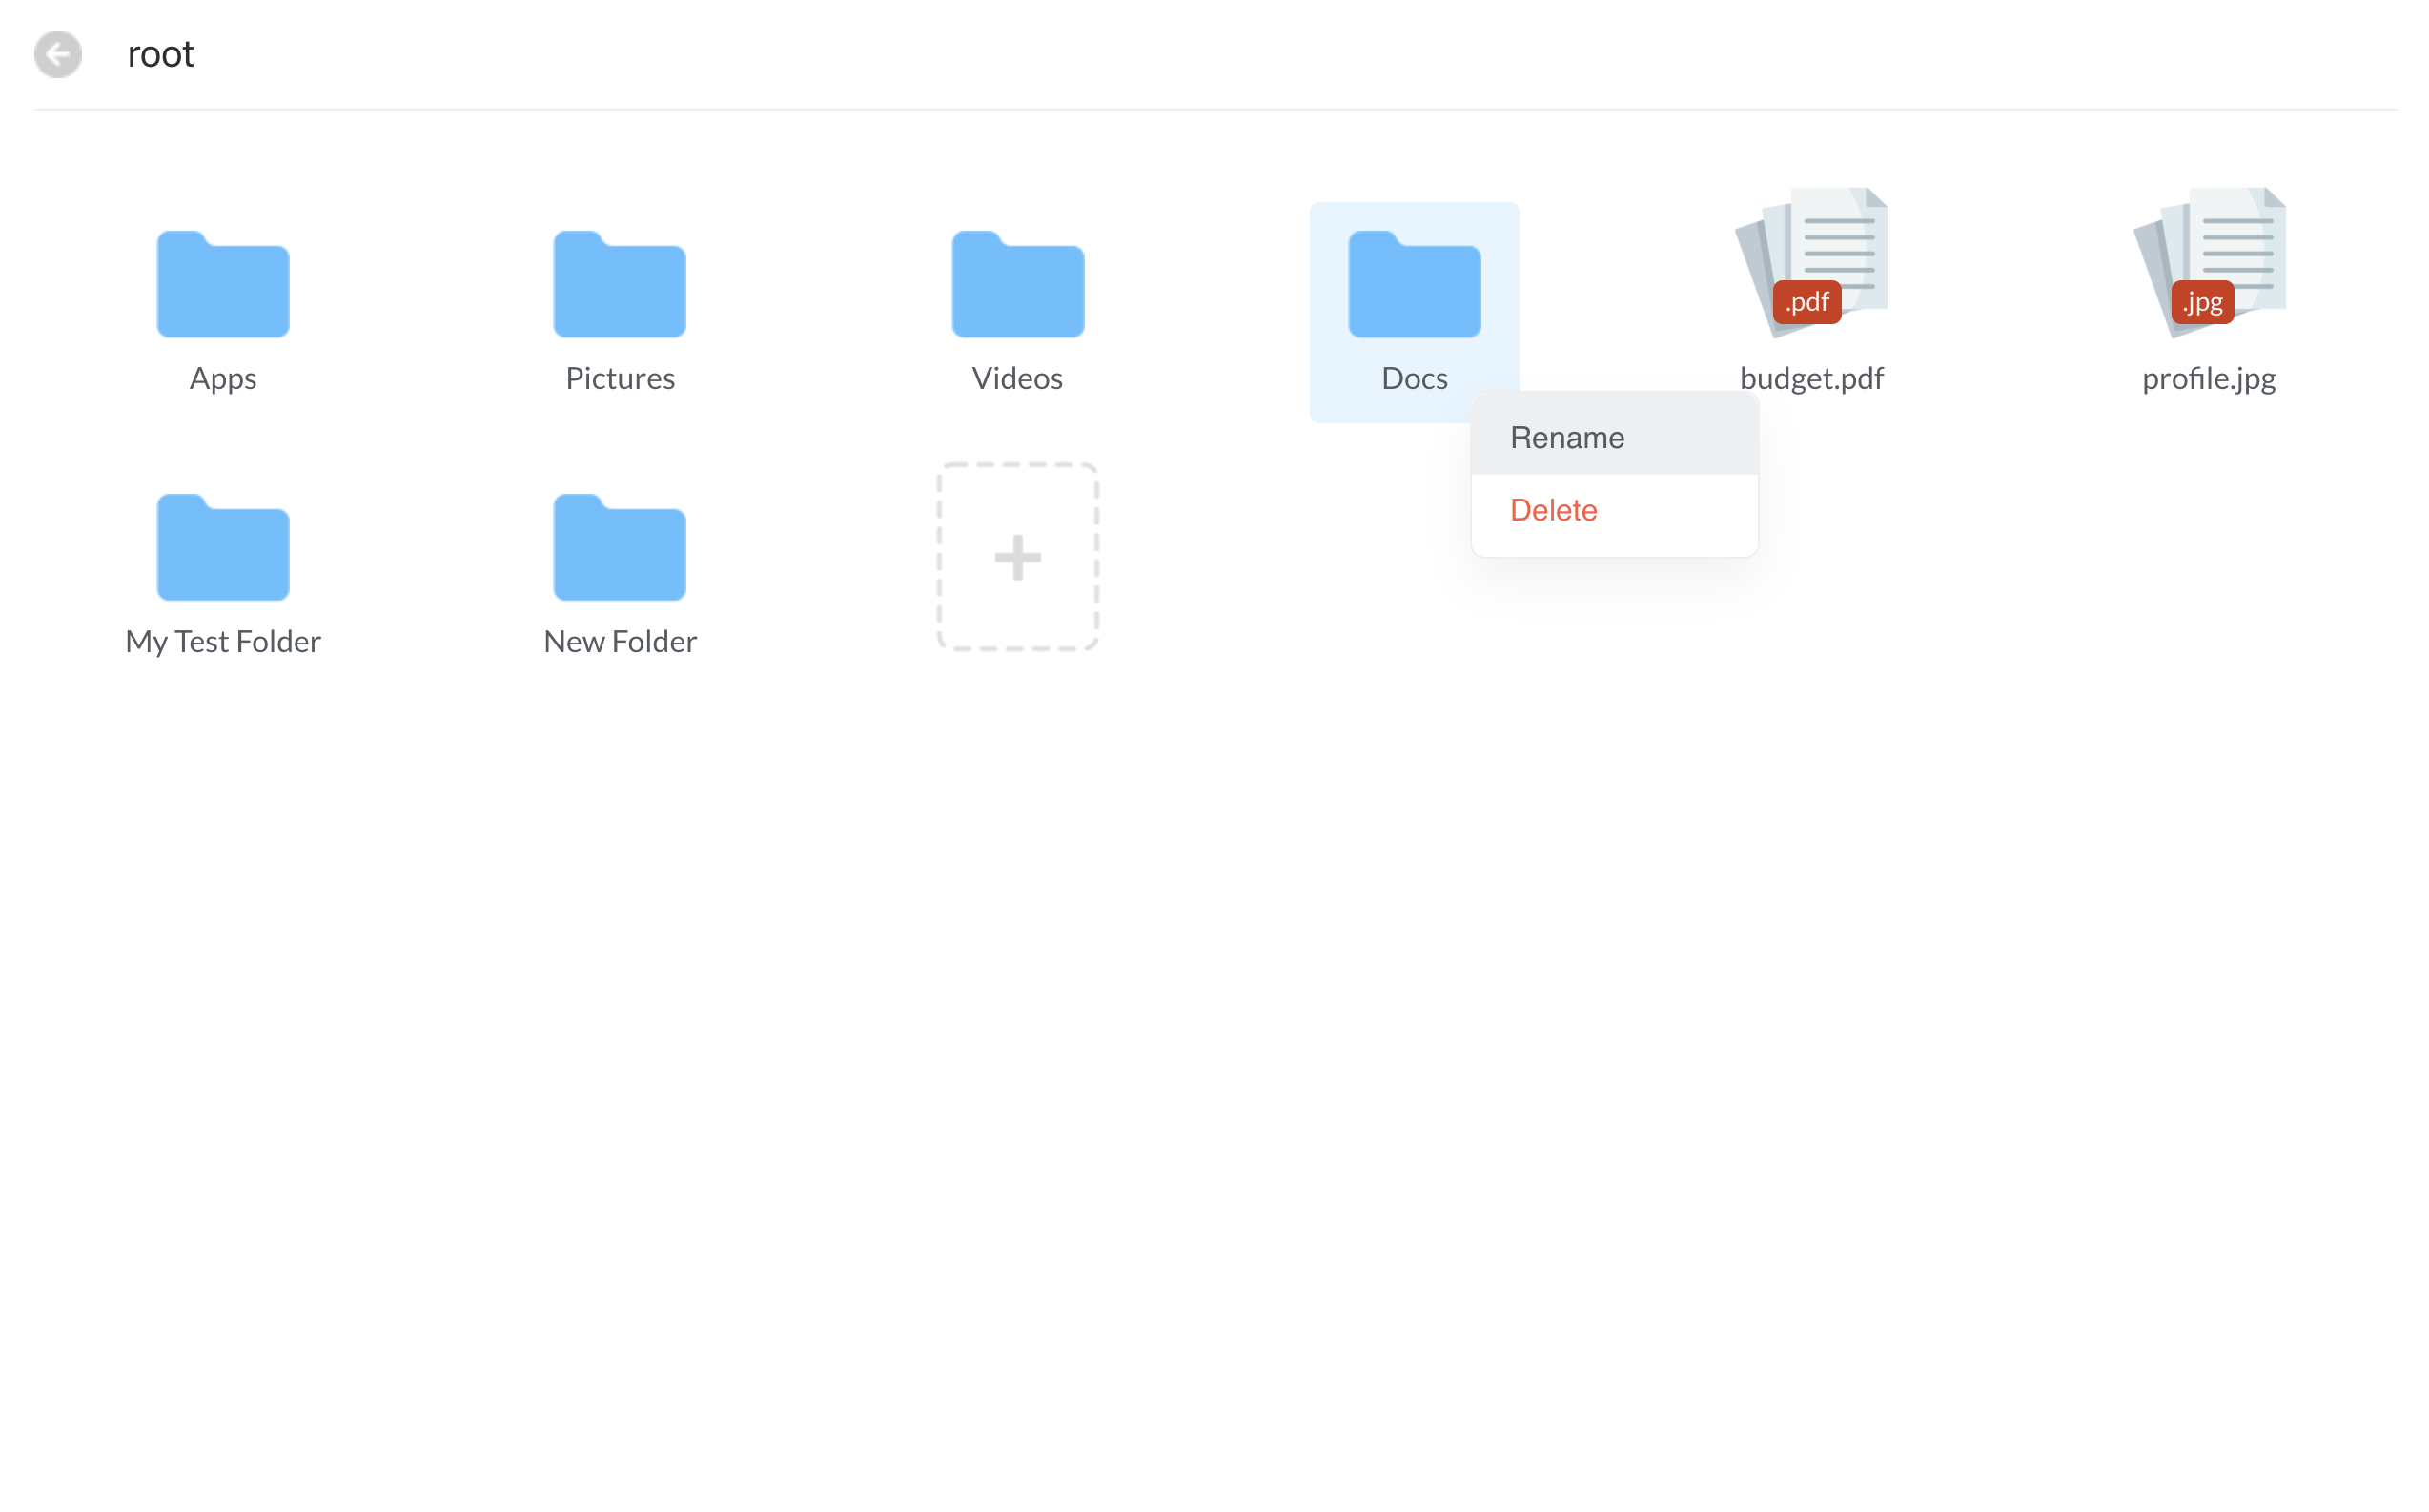 root
Apps
Pictures
Videos
Docs
.pdf
budget.pdf
.jpg
profile.jpg
Rename
Delete
My Test Folder
New Folder